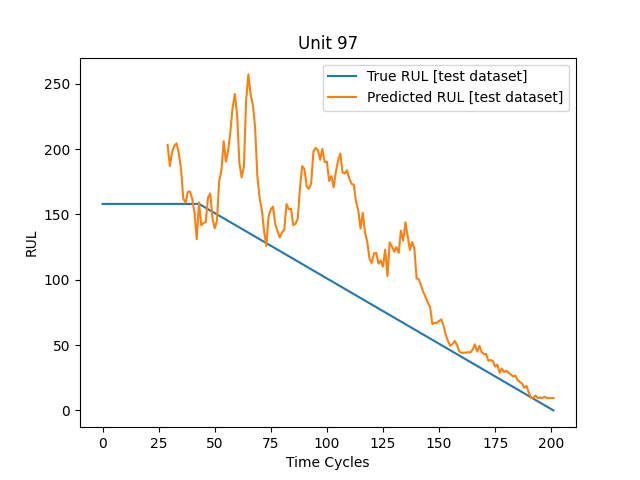 Unit 97
True RUL [test dataset]
Predicted RUL [test dataset]
250
200
150
100
50
0
RUL
0 25 50 75 100 125 150 175 200
Time Cycles